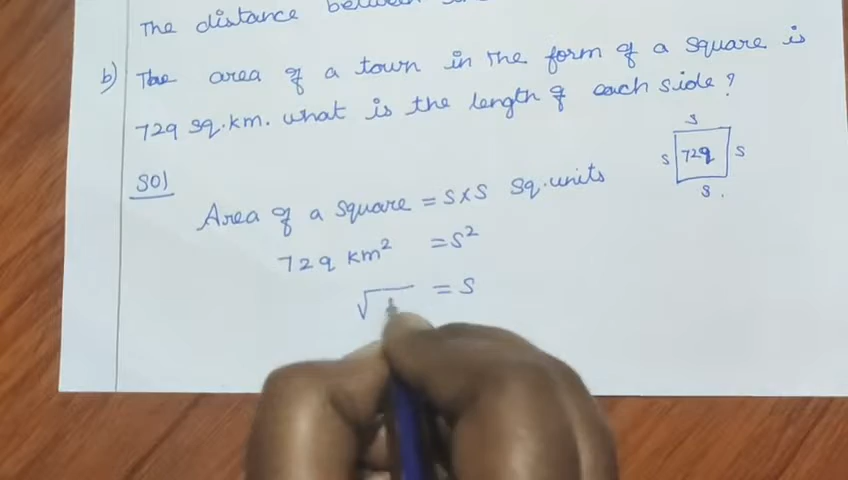 The distance between
b) The area of a town in the form of a square is
729 sq.km. what is the length of each side?
Sol
S
S 729 S
S.
Area of a square = S×S sq.units
729 km² = S²
√ = S